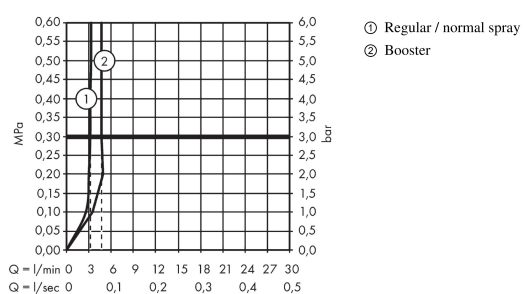 0,60 6,0
0,55 5,5
0,50 5,0
0,45 4,5
0,40 4,0
0,35 3,5
0,30 3,0
0,25 2,5
0,20 2,0
0,15 1,5
0,10 1,0
0,05 0,5
0,00 0,0
MPa
bar
2
1
Q = l/min 0 3 6 9 12 15 18 21 24 27 30
Q = l/sec 0 0,1 0,2 0,3 0,4 0,5
① Regular / normal spray
② Booster